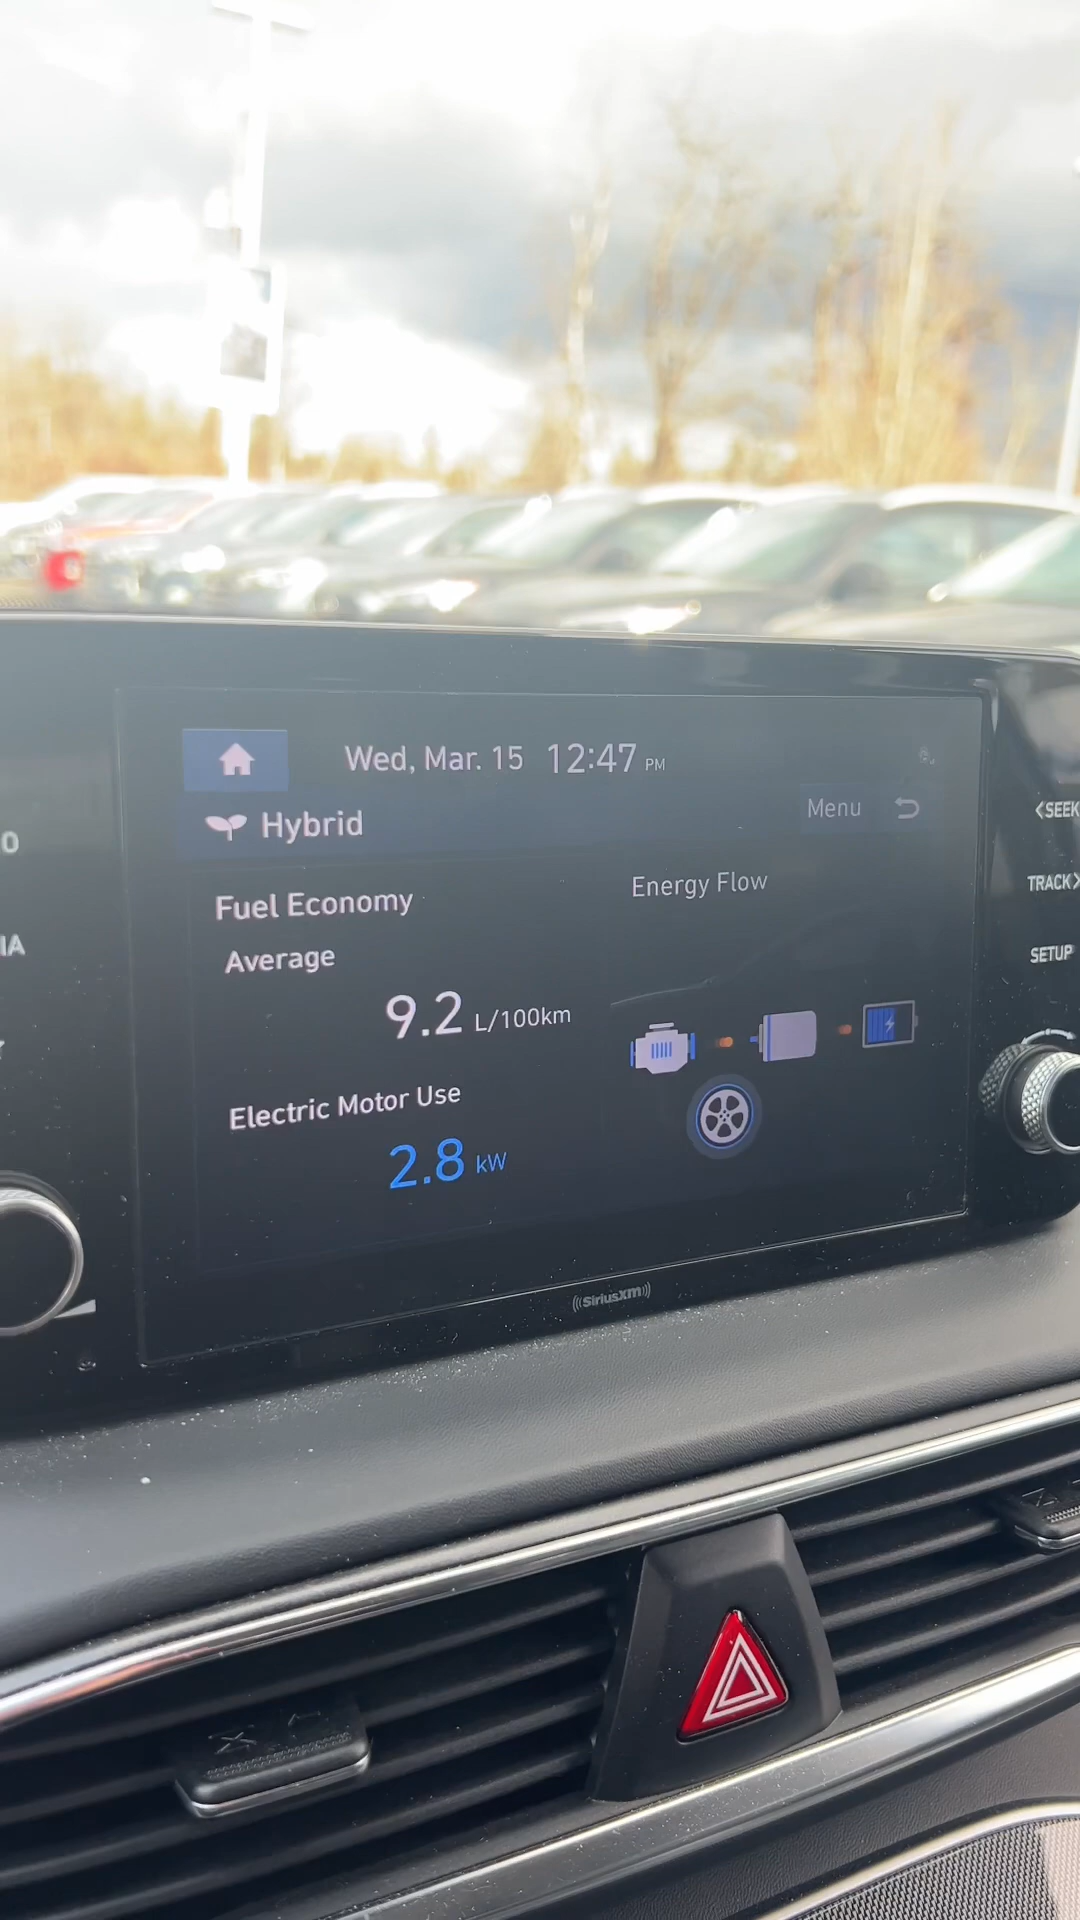 Wed, Mar. 15 12:47 PM
Hybrid
Menu
Fuel Economy
Energy Flow
Average
9.2 L/100km
Electric Motor Use
2.8 kW
SiriusXM
<SEEK
TRACK>
SETUP